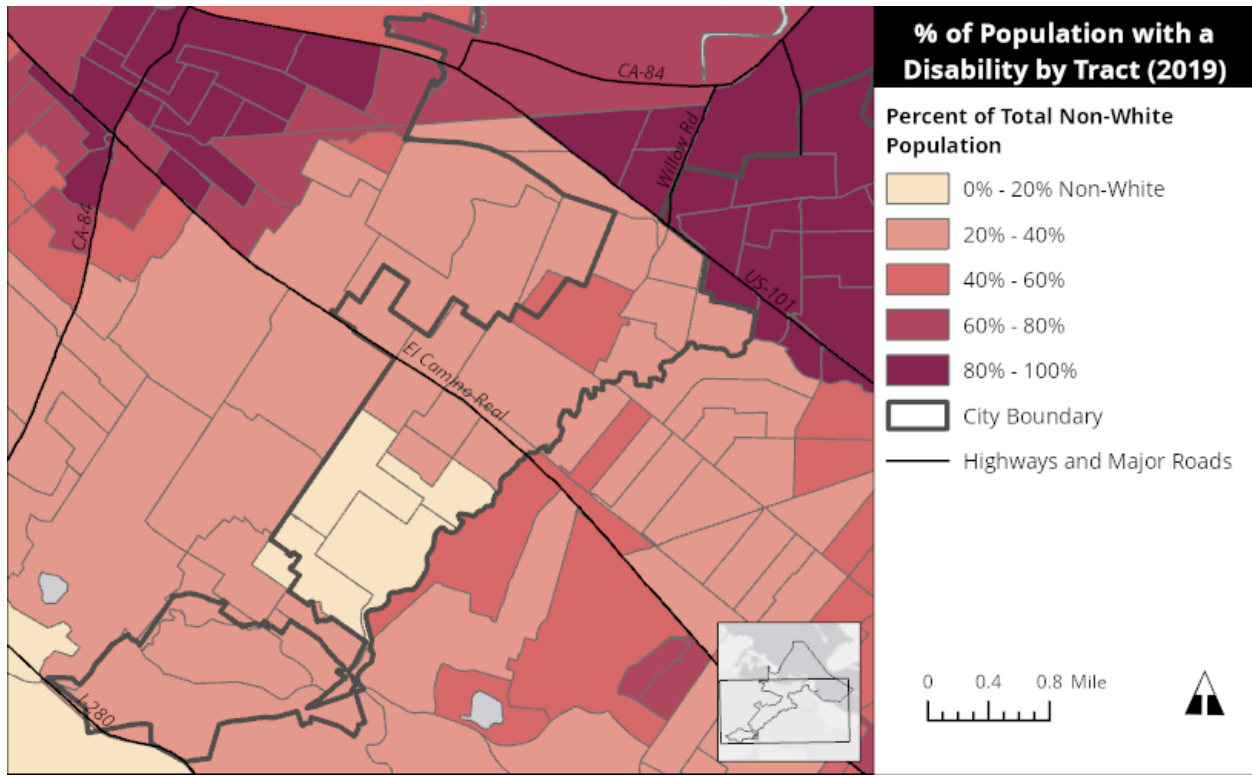 % of Population with a
Disability by Tract (2019)
Percent of Total Non-White
Population
0% - 20% Non-White
20% - 40%
40% - 60%
60% - 80%
80% - 100%
City Boundary
Highways and Major Roads
CA-84
Willow Rd
CA-84
US-101
El Camino Real
I-280
0 0.4 0.8 Mile